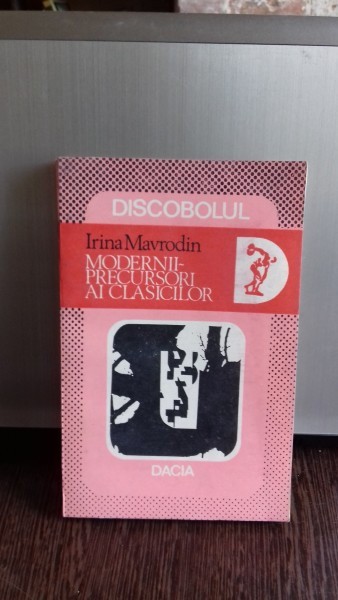 DISCOBOLUL
Irina Mavrodin
MODERNII-
PRECURSORI
AI CLASICILOR
DACIA